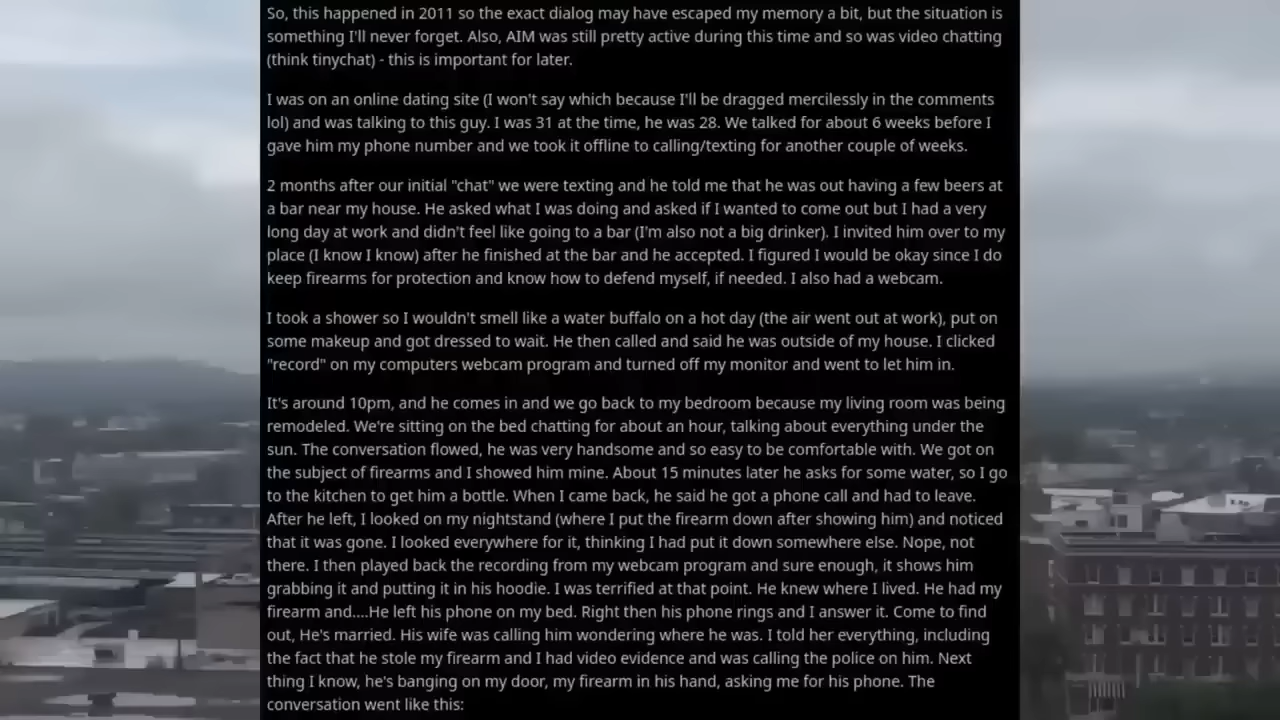 So, this happened in 2011 so the exact dialog may have escaped my memory a bit, but the situation is
something I'll never forget. Also, AIM was still pretty active during this time and so was video chatting
(think tinychat) - this is important for later.
I was on an online dating site (I won't say which because I'll be dragged mercilessly in the comments
lol) and was talking to this guy. I was 31 at the time, he was 28. We talked for about 6 weeks before I
gave him my phone number and we took it offline to calling/texting for another couple of weeks.
2 months after our initial "chat" we were texting and he told me that he was out having a few beers at
a bar near my house. He asked what I was doing and asked if I wanted to come out but I had a very
long day at work and didn't feel like going to a bar (I'm also not a big drinker). I invited him over to my
place (I know I know) after he finished at the bar and he accepted. I figured I would be okay since I do
keep firearms for protection and know how to defend myself, if needed. I also had a webcam.
I took a shower so I wouldn't smell like a water buffalo on a hot day (the air went out at work), put on
some makeup and got dressed to wait. He then called and said he was outside of my house. I clicked
"record" on my computers webcam program and turned off my monitor and went to let him in.
It's around 10pm, and he comes in and we go back to my bedroom because my living room was being
remodeled. We're sitting on the bed chatting for about an hour, talking about everything under the
sun. The conversation flowed, he was very handsome and so easy to be comfortable with. We got on
the subject of firearms and I showed him mine. About 15 minutes later he asks for some water, so I go
to the kitchen to get him a bottle. When I came back, he said he got a phone call and had to leave.
After he left, I looked on my nightstand (where I put the firearm down after showing him) and noticed
that it was gone. I looked everywhere for it, thinking I had put it down somewhere else. Nope, not
there. I then played back the recording from my webcam program and sure enough, it shows him
grabbing it and putting it in his hoodie. I was terrified at that point. He knew where I lived. He had my
firearm and....He left his phone on my bed. Right then his phone rings and I answer it. Come to find
out, He's married. His wife was calling him wondering where he was. I told her everything, including
the fact that he stole my firearm and I had video evidence and was calling the police on him. Next
thing I know, he's banging on my door, my firearm in his hand, asking me for his phone. The
conversation went like this: